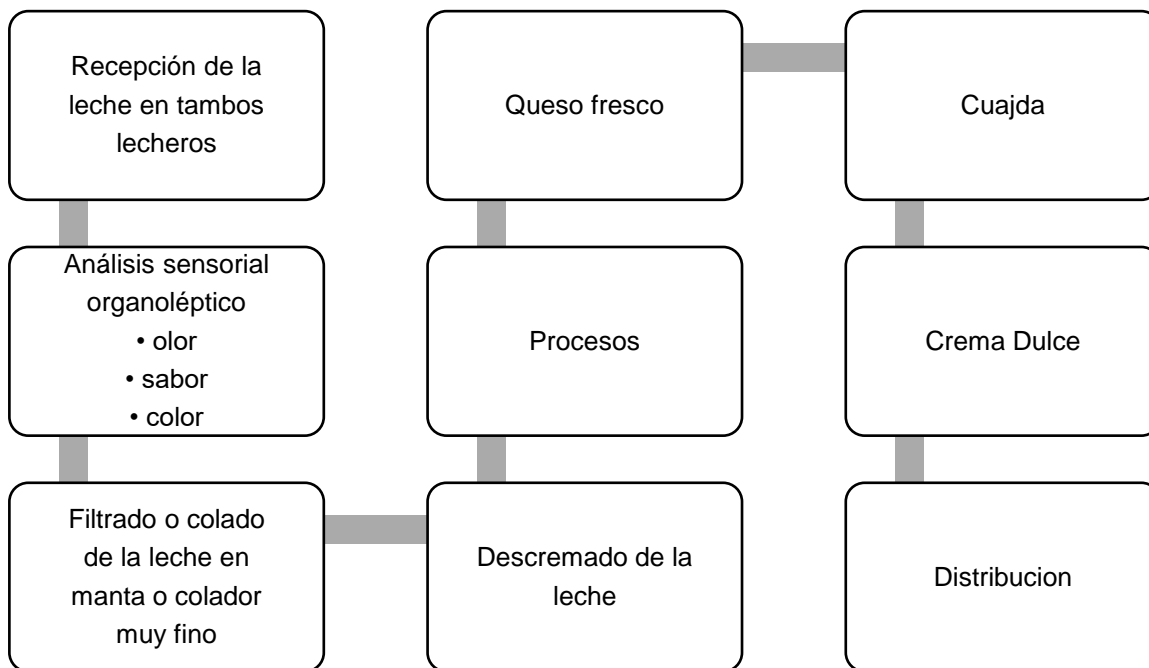 Recepción de la
leche en tambos
lecheros
Análisis sensorial
organoléptico
• olor
• sabor
• color
Filtrado o colado
de la leche en
manta o colador
muy fino
Descremado de la
leche
Procesos
Queso fresco
Cuajda
Crema Dulce
Distribucion